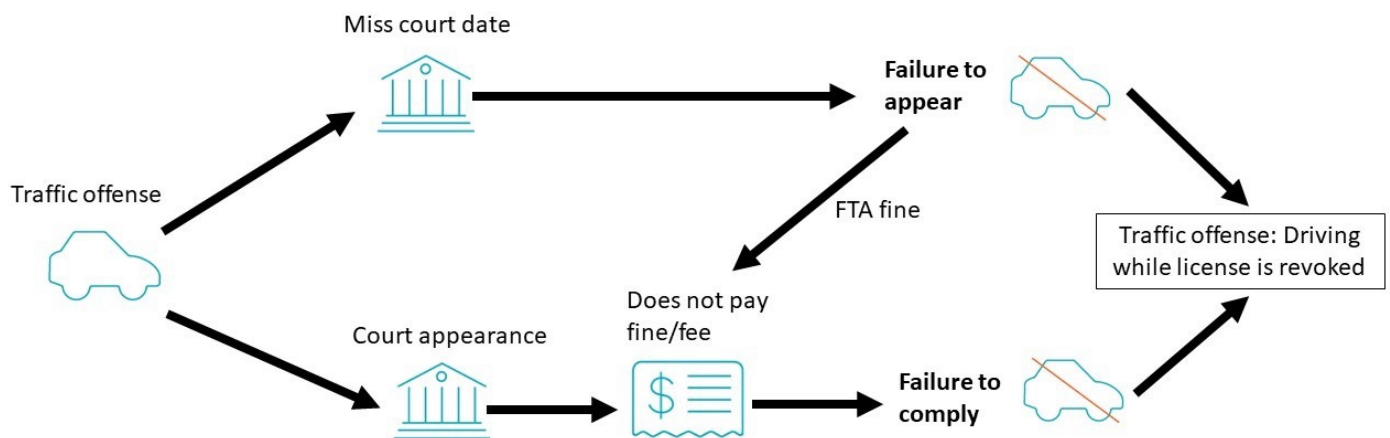 Miss court date
Failure to
appear
Traffic offense
FTA fine
Traffic offense: Driving
while license is revoked
Does not pay
fine/fee
Court appearance
$
Failure to
comply